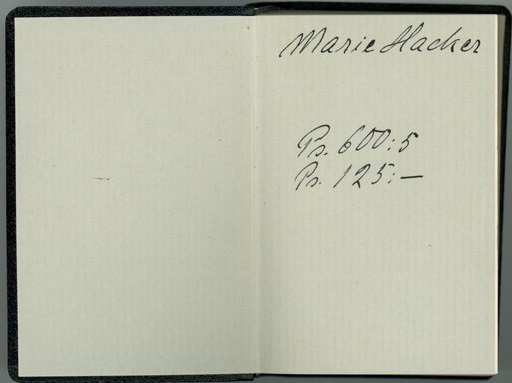 Marie Hacker
Ps. 600:5
Ps. 125:—